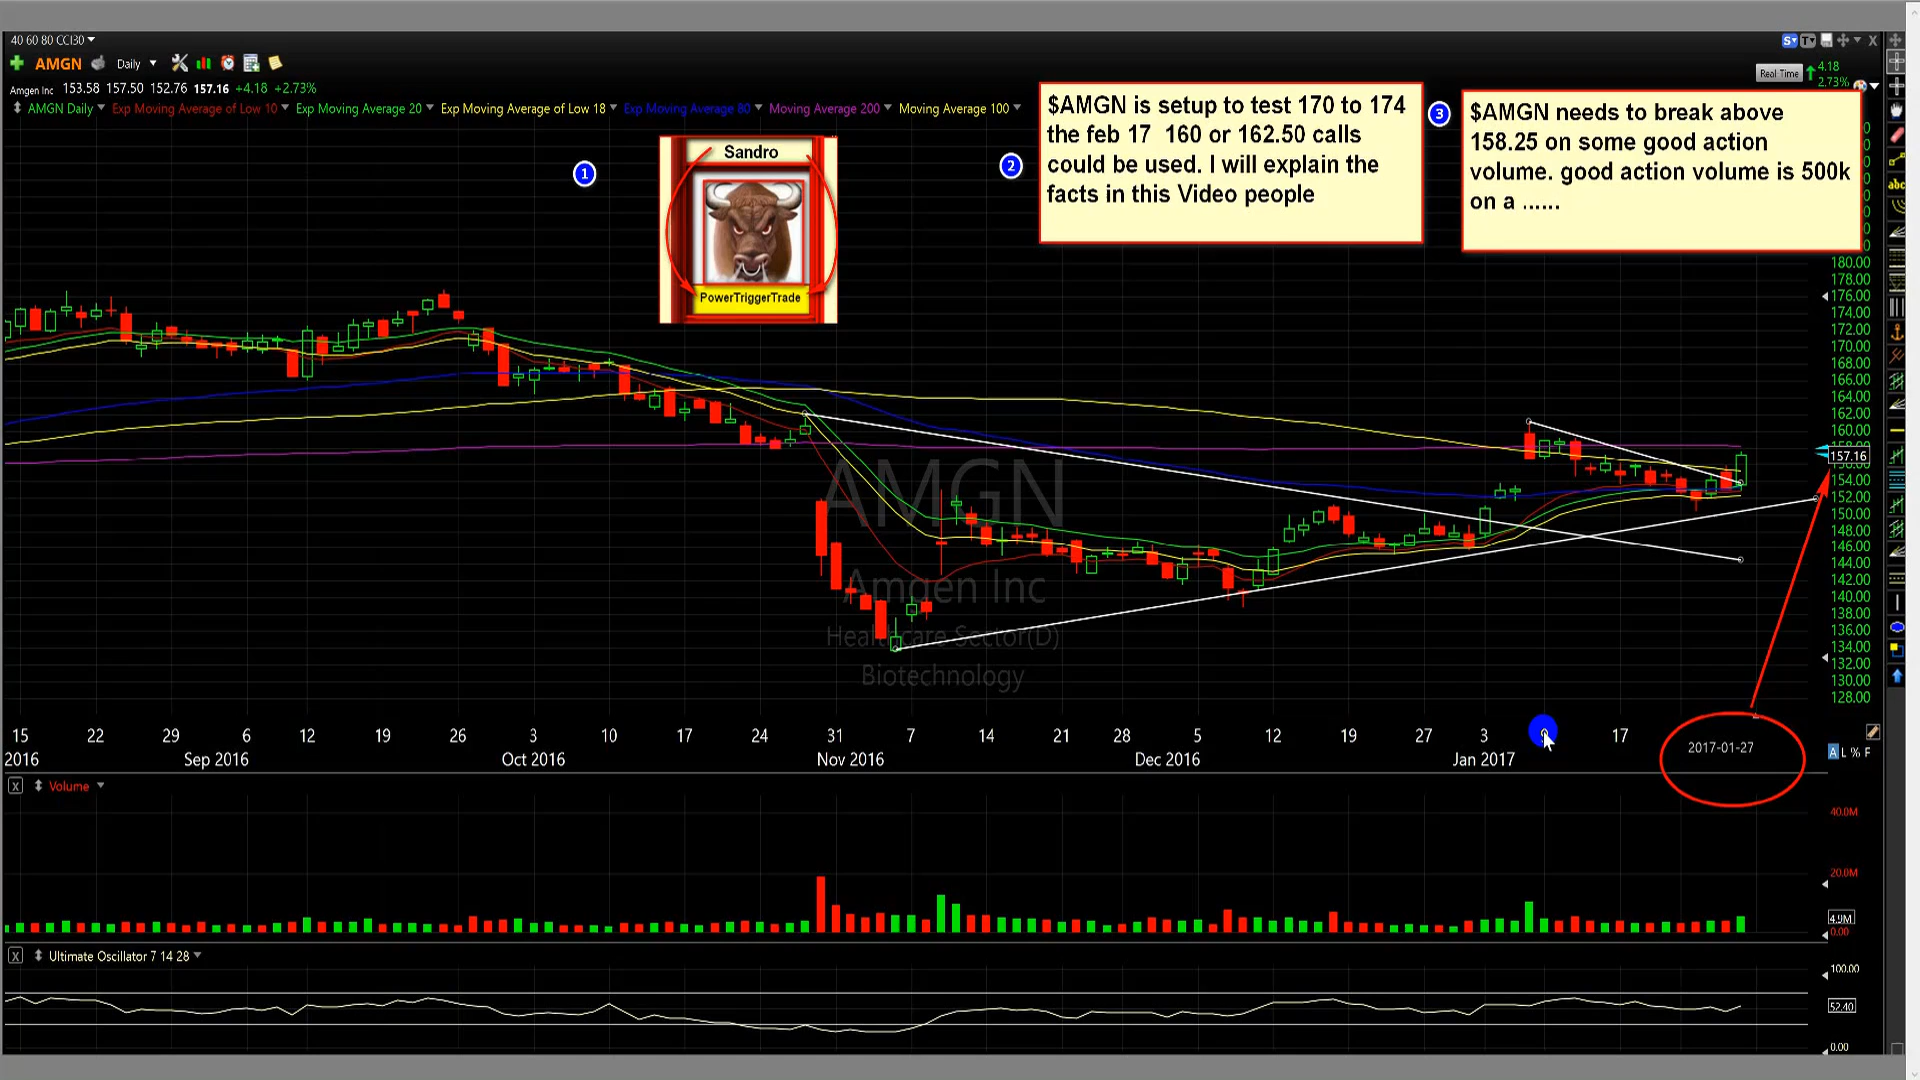 40 60 80 CCI30
AMGN Daily
Amgen Inc 153.58 157.50 152.76 157.16 +4.18 +2.73%
AMGN Daily Exp Moving Average of Low 10 Exp Moving Average 20 Exp Moving Average of Low 18 Exp Moving Average 80 Moving Average 200 Moving Average 100
Real Time 4.18
2.73%
1
Sandro
PowerTriggerTrade
2
$AMGN is setup to test 170 to 174
the feb 17 160 or 162.50 calls
could be used. I will explain the
facts in this Video people
3
$AMGN needs to break above
158.25 on some good action
volume. good action volume is 500k
on a ......
abc
180.00
176.00
174.00
172.00
170.00
168.00
166.00
164.00
162.00
160.00
157.16
154.00
152.00
150.00
148.00
146.00
144.00
142.00
140.00
138.00
136.00
134.00
132.00
130.00
128.00
AMGN
Amgen Inc
Healthcare Sector(D)
Biotechnology
15 22 29 6 12 19 26 3 10 17 24 31 7 14 21 28 5 12 19 27 3 9 17
2016 Sep 2016 Oct 2016 Nov 2016 Dec 2016 Jan 2017
2017-01-27
A L % F
X Volume
40.0M
20.0M
4.9M
0.00
X Ultimate Oscillator 7 14 28
100.00
52.40
0.00